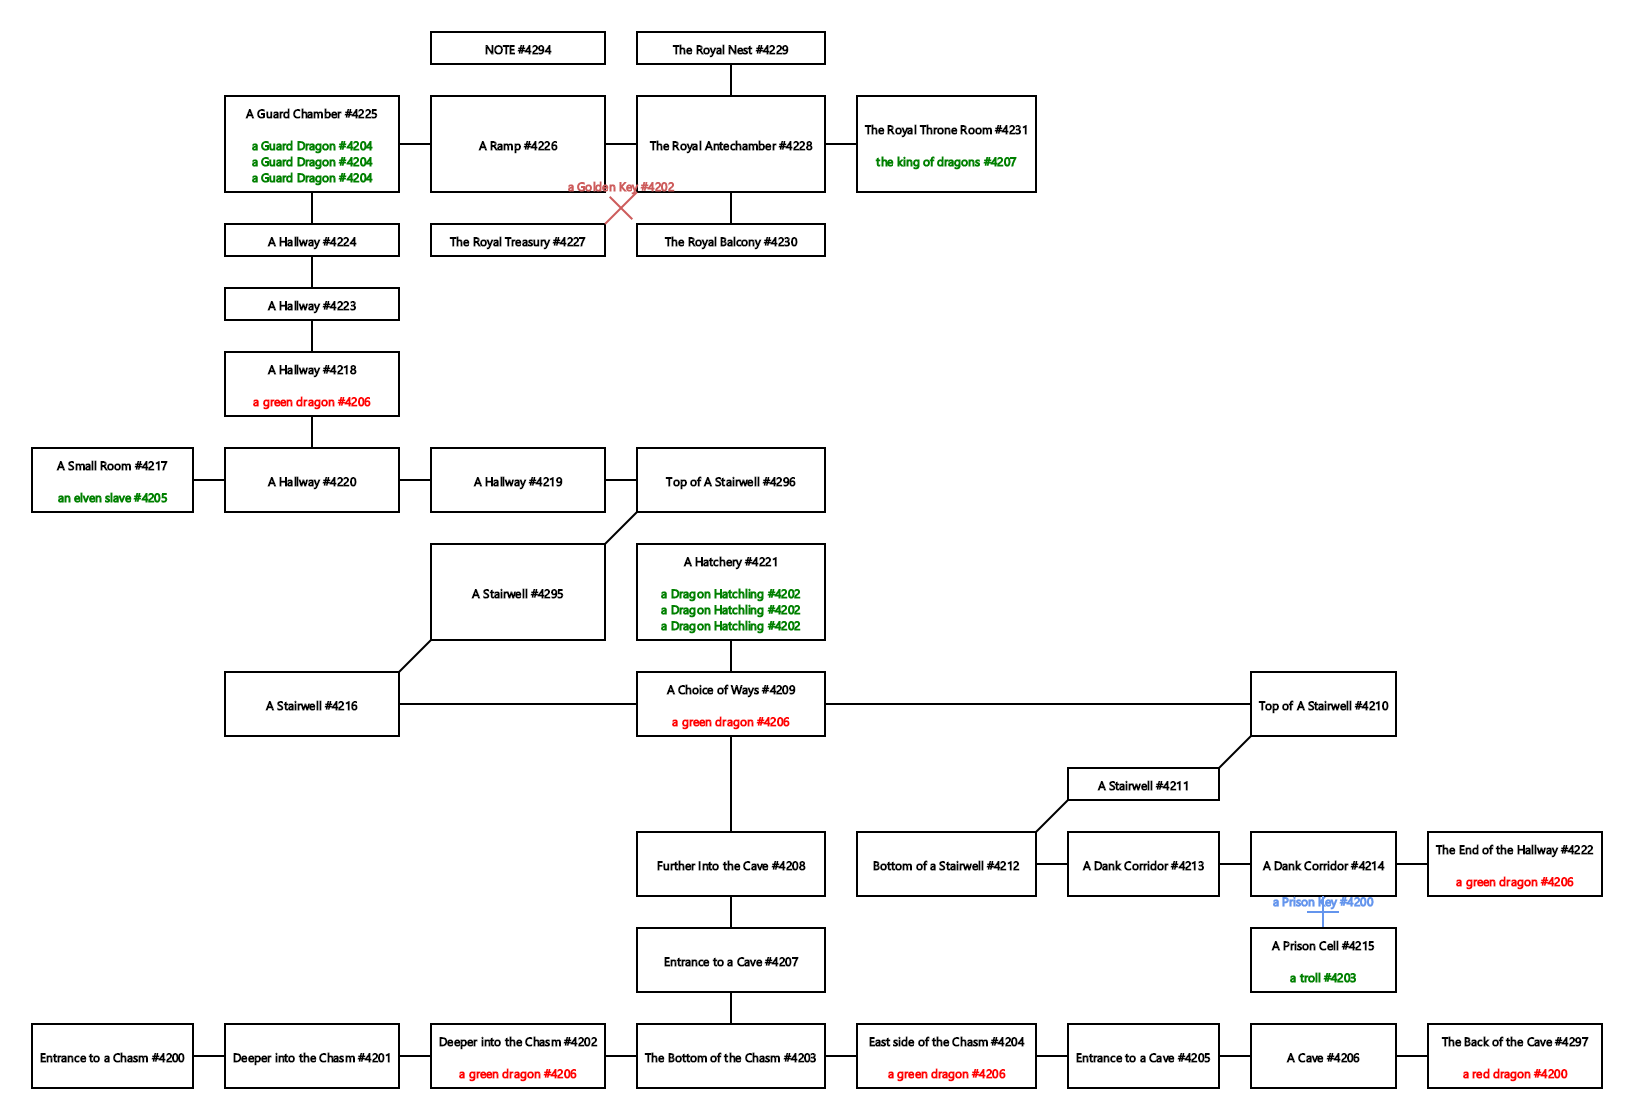 NOTE #4294
The Royal Nest #4229
A Guard Chamber #4225
a Guard Dragon #4204
a Guard Dragon #4204
a Guard Dragon #4204
A Ramp #4226
The Royal Antechamber #4228
The Royal Throne Room #4231
the king of dragons #4207
a Golden Key #4202
A Hallway #4224
The Royal Treasury #4227
The Royal Balcony #4230
A Hallway #4223
A Hallway #4218
a green dragon #4206
A Small Room #4217
an elven slave #4205
A Hallway #4220
A Hallway #4219
Top of A Stairwell #4296
A Stairwell #4295
A Hatchery #4221
a Dragon Hatchling #4202
a Dragon Hatchling #4202
a Dragon Hatchling #4202
A Stairwell #4216
A Choice of Ways #4209
a green dragon #4206
Top of A Stairwell #4210
A Stairwell #4211
Further Into the Cave #4208
Bottom of a Stairwell #4212
A Dank Corridor #4213
A Dank Corridor #4214
The End of the Hallway #4222
a green dragon #4206
a Prison Key #4200
Entrance to a Cave #4207
A Prison Cell #4215
a troll #4203
Entrance to a Chasm #4200
Deeper into the Chasm #4201
Deeper into the Chasm #4202
a green dragon #4206
The Bottom of the Chasm #4203
East side of the Chasm #4204
a green dragon #4206
Entrance to a Cave #4205
A Cave #4206
The Back of the Cave #4297
a red dragon #4200